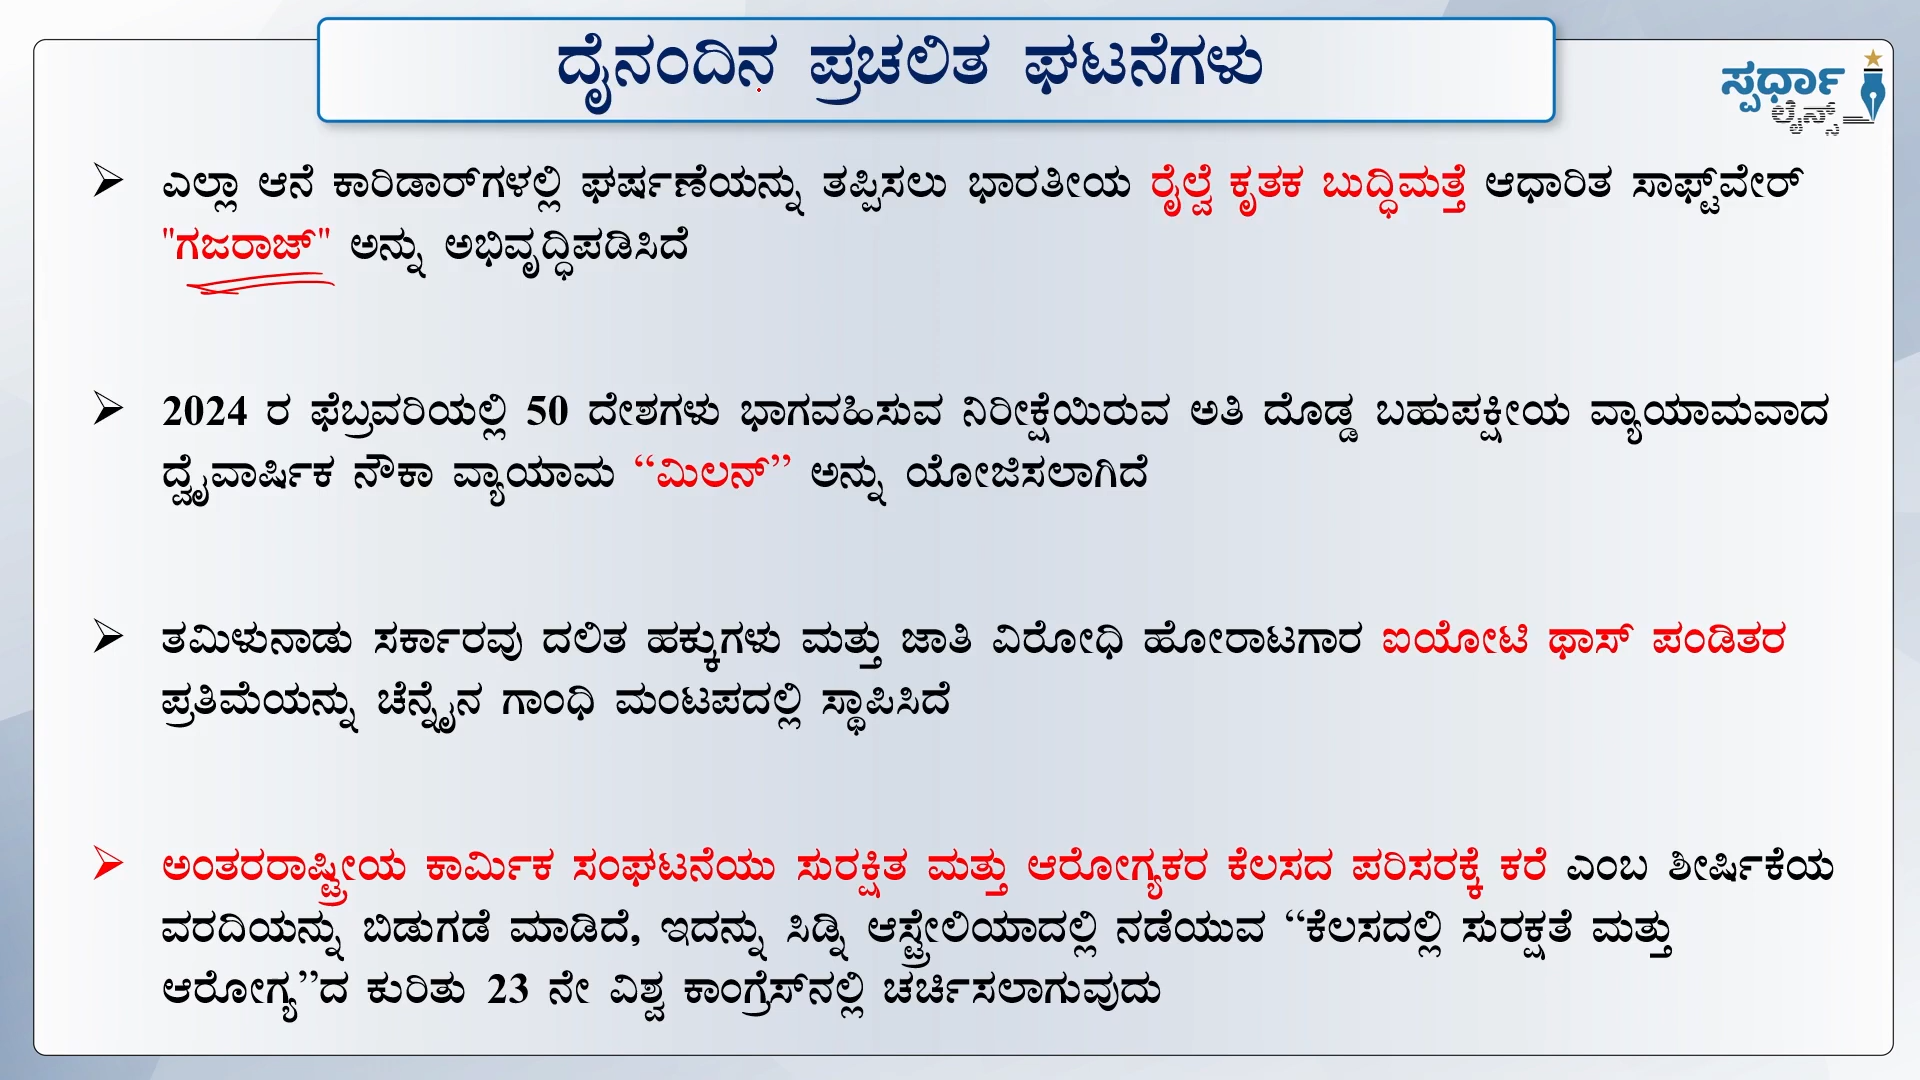 ದೈನಂದಿನ ಪ್ರಚಲಿತ ಘಟನೆಗಳು
ಸ್ಪರ್ಧಾ
ಲೈನ್ಸ್
ಎಲ್ಲಾ ಆನೆ ಕಾರಿಡಾರ್‌ಗಳಲ್ಲಿ ಘರ್ಷಣೆಯನ್ನು ತಪ್ಪಿಸಲು ಭಾರತೀಯ ರೈಲ್ವೆ ಕೃತಕ ಬುದ್ಧಿಮತ್ತೆ ಆಧಾರಿತ ಸಾಫ್ಟ್‌ವೇರ್
"ಗಜರಾಜ್" ಅನ್ನು ಅಭಿವೃದ್ಧಿಪಡಿಸಿದೆ
2024 ರ ಫೆಬ್ರವರಿಯಲ್ಲಿ 50 ದೇಶಗಳು ಭಾಗವಹಿಸುವ ನಿರೀಕ್ಷೆಯಿರುವ ಅತಿ ದೊಡ್ಡ ಬಹುಪಕ್ಷೀಯ ವ್ಯಾಯಾಮವಾದ
ದ್ವೈವಾರ್ಷಿಕ ನೌಕಾ ವ್ಯಾಯಾಮ “ಮಿಲನ್” ಅನ್ನು ಯೋಜಿಸಲಾಗಿದೆ
ತಮಿಳುನಾಡು ಸರ್ಕಾರವು ದಲಿತ ಹಕ್ಕುಗಳು ಮತ್ತು ಜಾತಿ ವಿರೋಧಿ ಹೋರಾಟಗಾರ ಐಯೋಟಿ ಥಾಸ್ ಪಂಡಿತರ
ಪ್ರತಿಮೆಯನ್ನು ಚೆನ್ನೈನ ಗಾಂಧಿ ಮಂಟಪದಲ್ಲಿ ಸ್ಥಾಪಿಸಿದೆ
ಅಂತರರಾಷ್ಟ್ರೀಯ ಕಾರ್ಮಿಕ ಸಂಘಟನೆಯು ಸುರಕ್ಷಿತ ಮತ್ತು ಆರೋಗ್ಯಕರ ಕೆಲಸದ ಪರಿಸರಕ್ಕೆ ಕರೆ ಎಂಬ ಶೀರ್ಷಿಕೆಯ
ವರದಿಯನ್ನು ಬಿಡುಗಡೆ ಮಾಡಿದೆ, ಇದನ್ನು ಸಿಡ್ನಿ ಆಸ್ಟ್ರೇಲಿಯಾದಲ್ಲಿ ನಡೆಯುವ “ಕೆಲಸದಲ್ಲಿ ಸುರಕ್ಷತೆ ಮತ್ತು
ಆರೋಗ್ಯ”ದ ಕುರಿತು 23 ನೇ ವಿಶ್ವ ಕಾಂಗ್ರೆಸ್‌ನಲ್ಲಿ ಚರ್ಚಿಸಲಾಗುವುದು